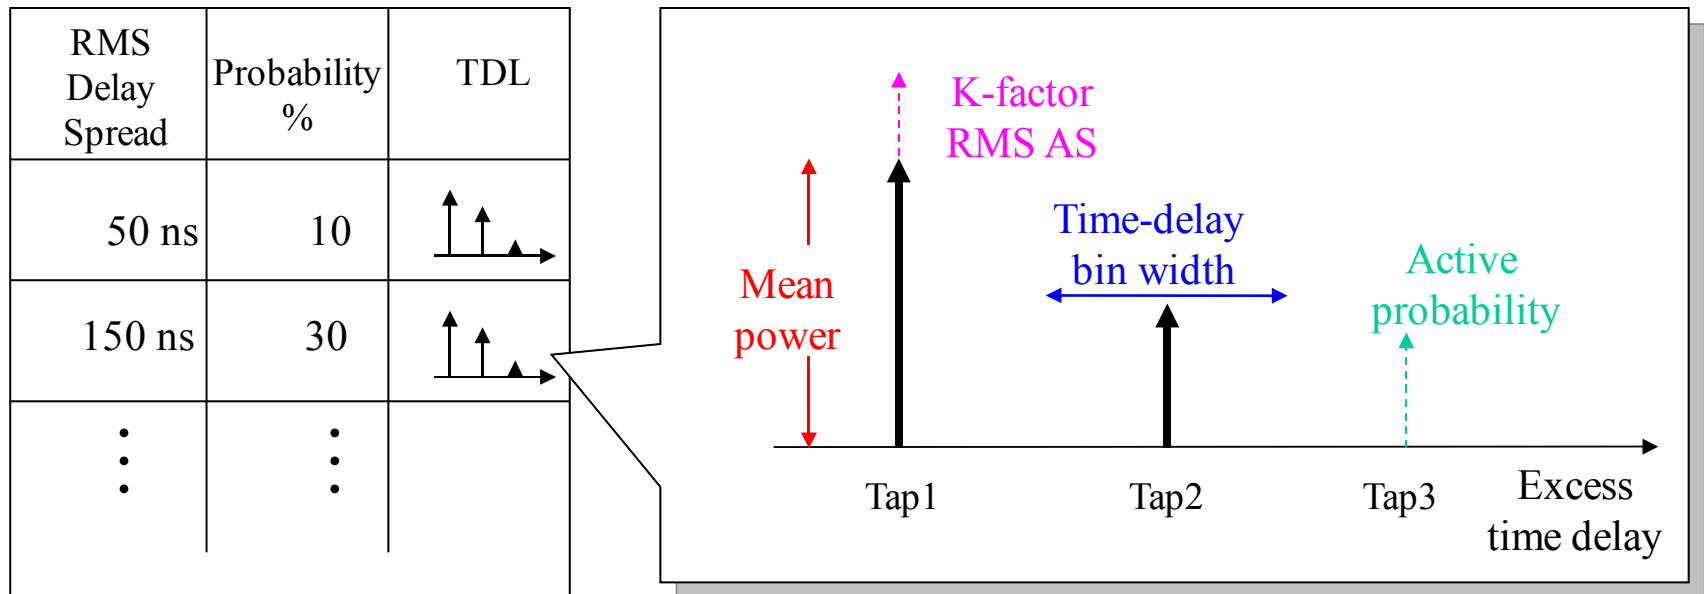 RMS
Delay
Spread
Probability
%
TDL
50 ns
10
150 ns
30
K-factor
RMS AS
Mean
power
Time-delay
bin width
Active
probability
Tap1
Tap2
Tap3
Excess
time delay